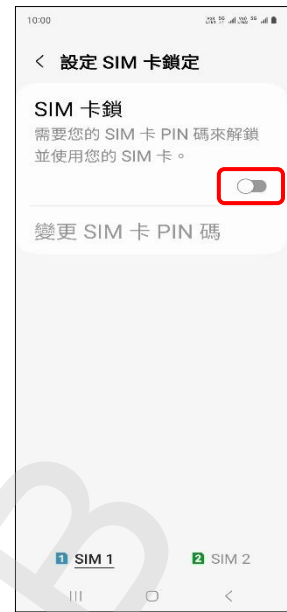 10:00
設定 SIM 卡鎖定
SIM 卡鎖
需要您的 SIM 卡 PIN 碼來解鎖
並使用您的 SIM 卡。
變更 SIM 卡 PIN 碼
1 SIM 1
2 SIM 2